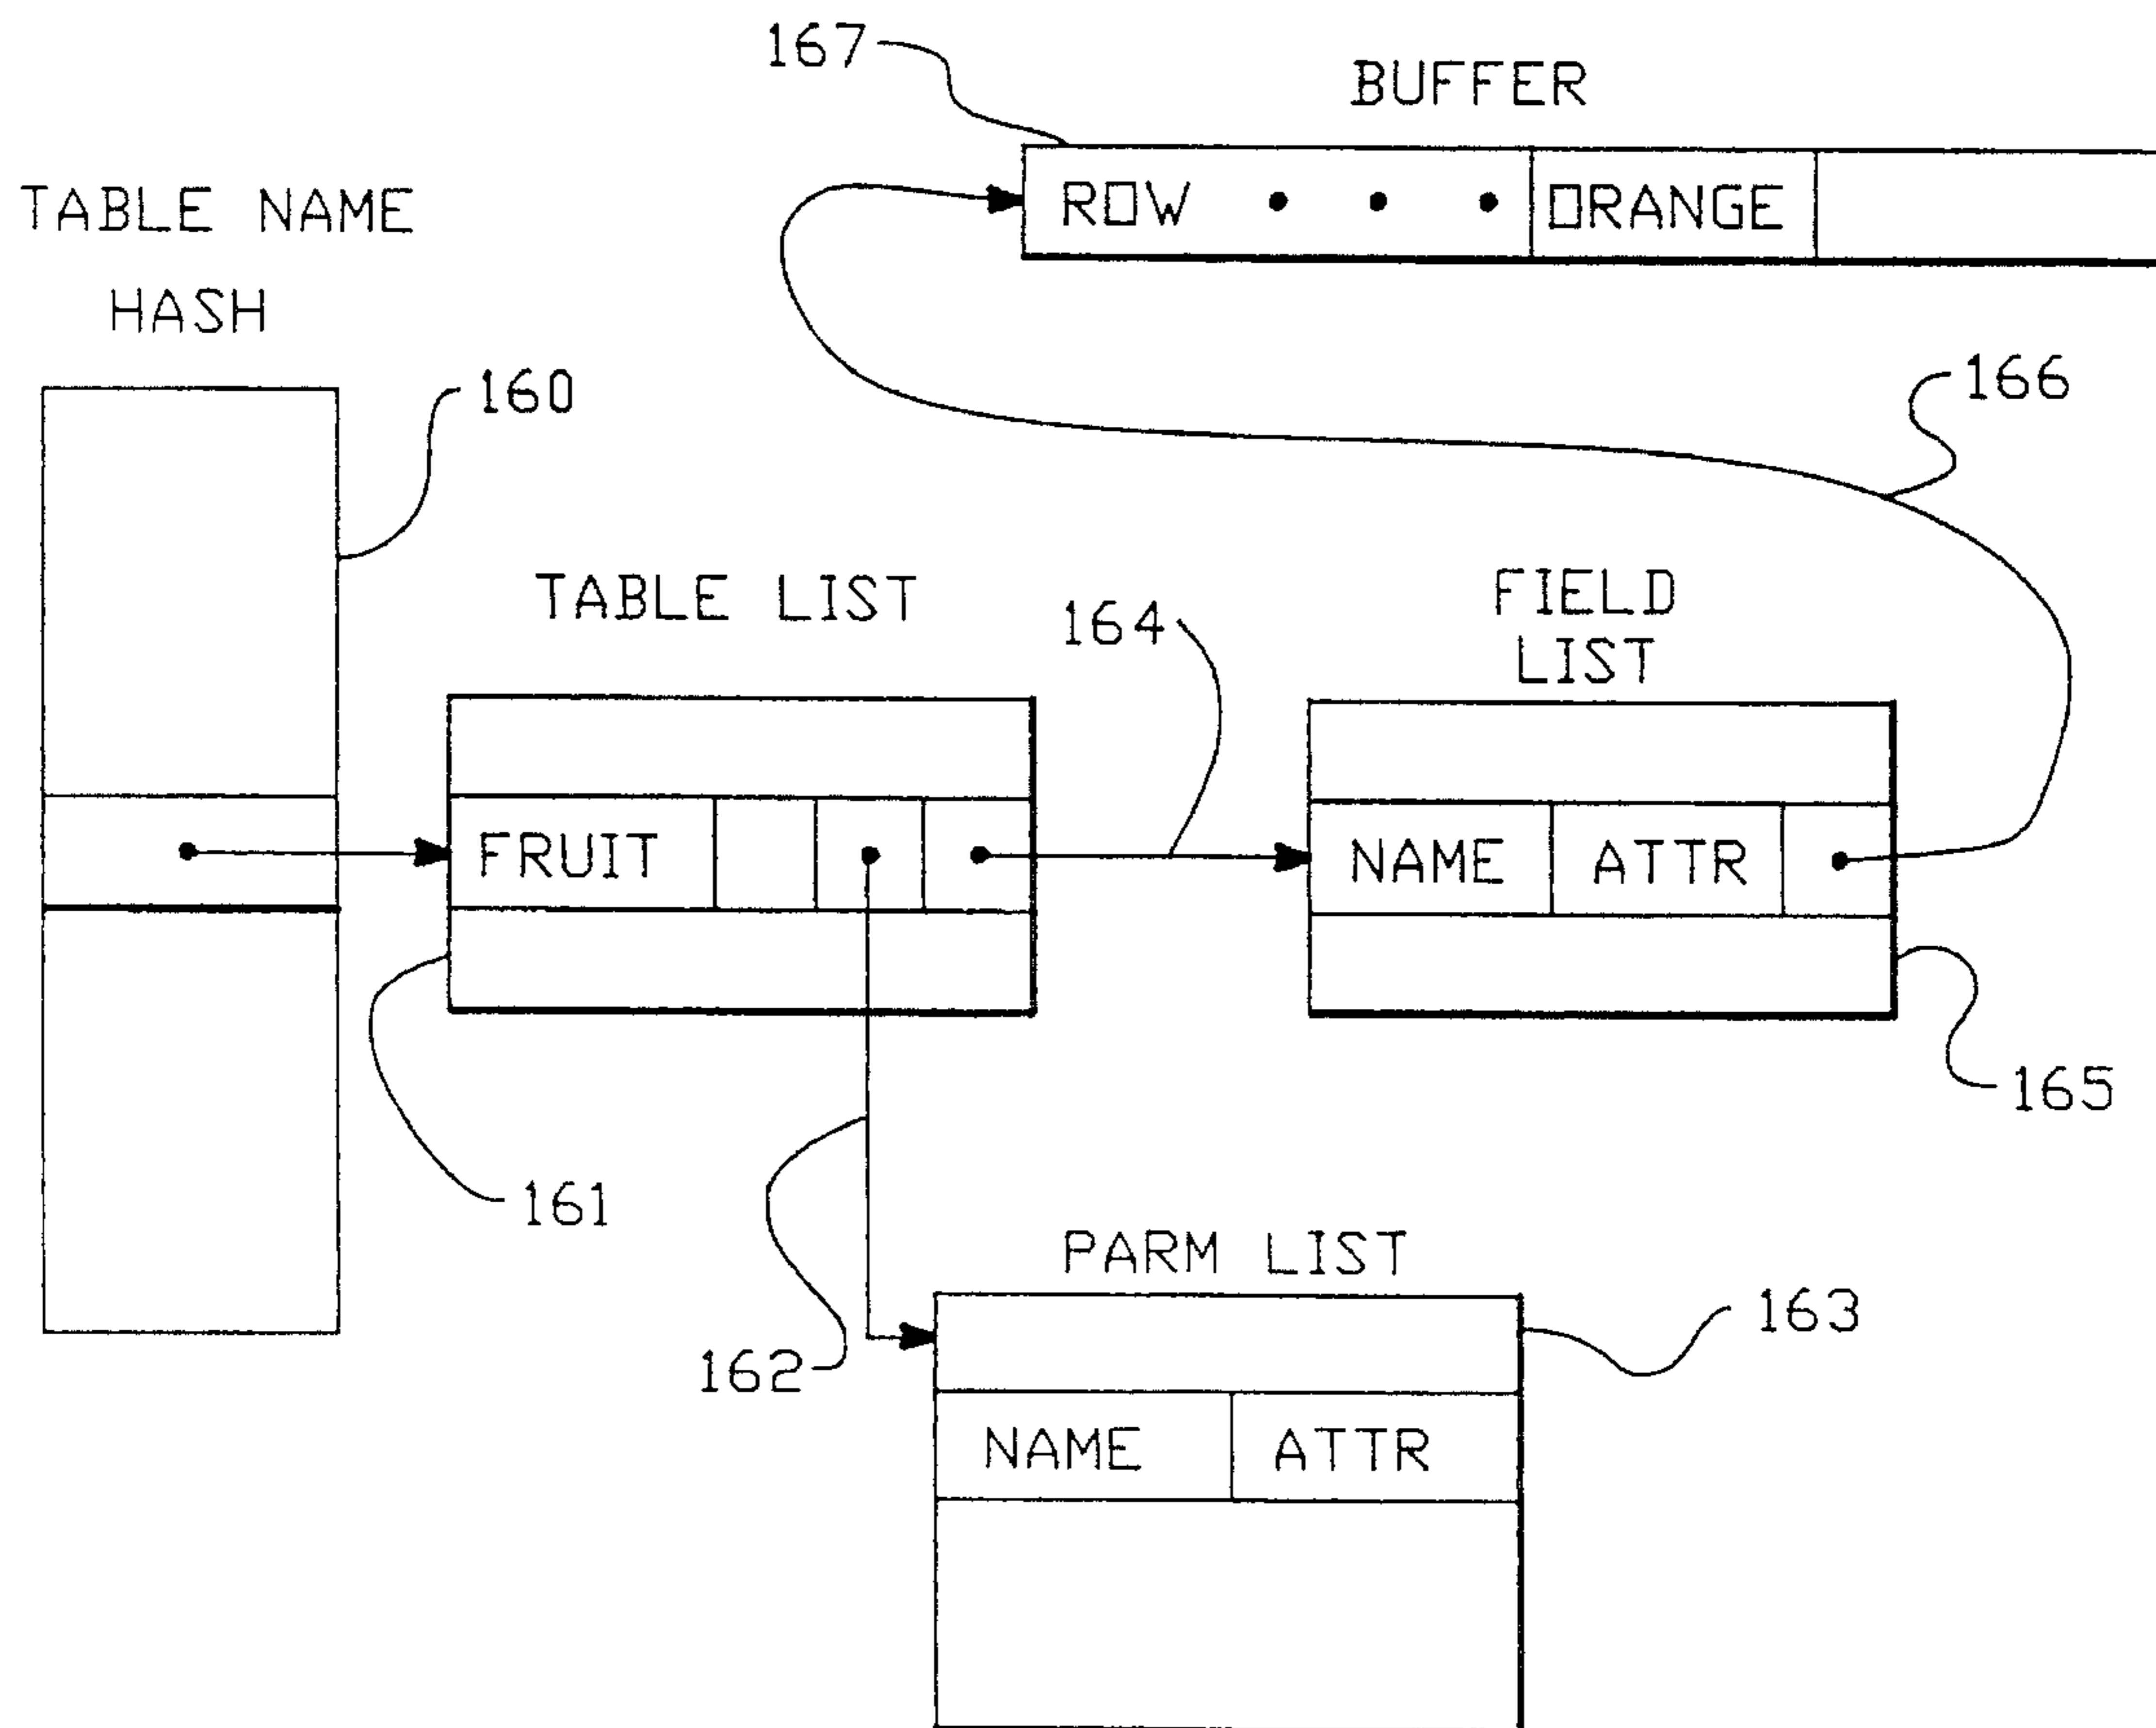 167
BUFFER
ROW • • • ORANGE
TABLE NAME
HASH
160
166
TABLE LIST
164
FIELD
LIST
FRUIT
NAME ATTR
165
161
162
PARM LIST
163
NAME ATTR